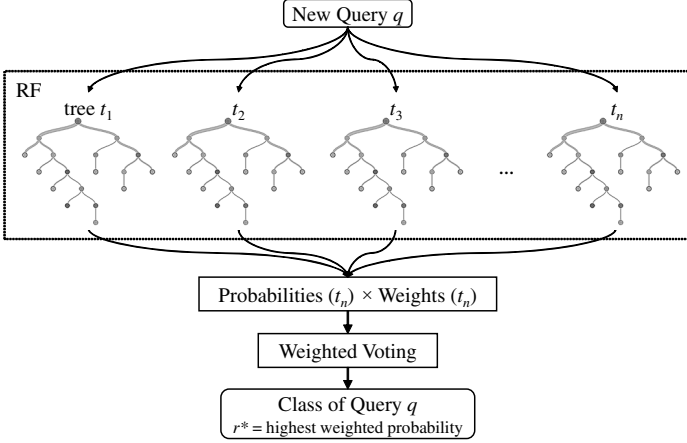 New Query q
RF
tree t1 t2 t3 tn
...
Probabilities (tn) × Weights (tn)
Weighted Voting
Class of Query q
r* = highest weighted probability